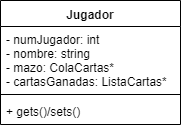 Jugador
- numJugador: int
- nombre: string
- mazo: ColaCartas*
- cartasGanadas: ListaCartas*
+ gets()/sets()